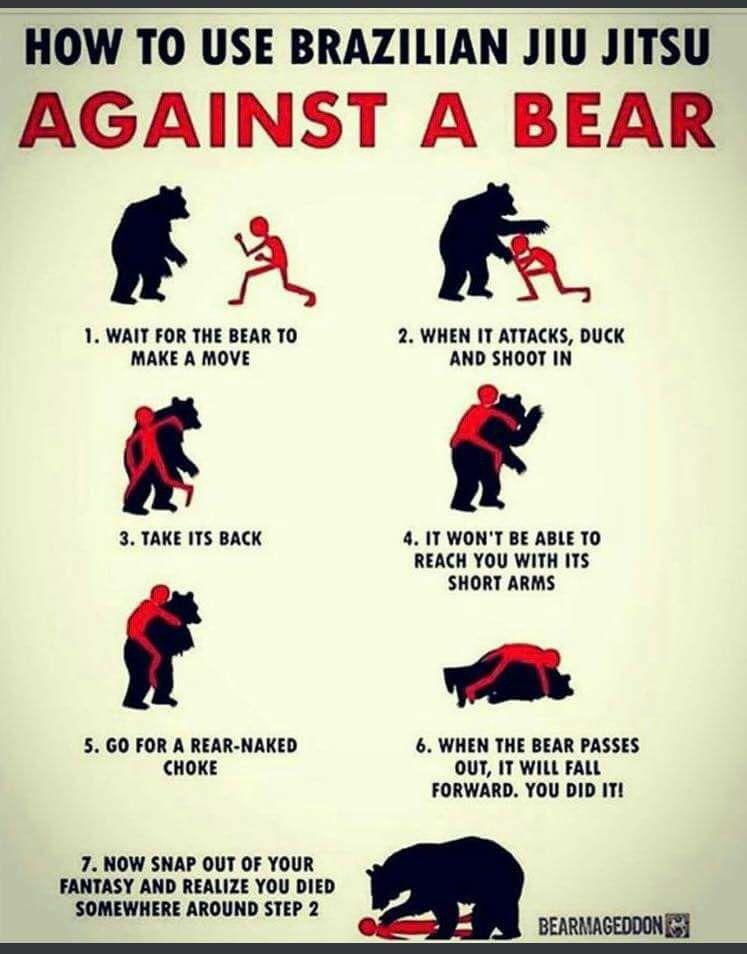 HOW TO USE BRAZILIAN JIU JITSU
AGAINST A BEAR
1. WAIT FOR THE BEAR TO
MAKE A MOVE
2. WHEN IT ATTACKS, DUCK
AND SHOOT IN
3. TAKE ITS BACK
4. IT WON'T BE ABLE TO
REACH YOU WITH ITS
SHORT ARMS
5. GO FOR A REAR-NAKED
CHOKE
6. WHEN THE BEAR PASSES
OUT, IT WILL FALL
FORWARD. YOU DID IT!
7. NOW SNAP OUT OF YOUR
FANTASY AND REALIZE YOU DIED
SOMEWHERE AROUND STEP 2
BEARMAGEDDON